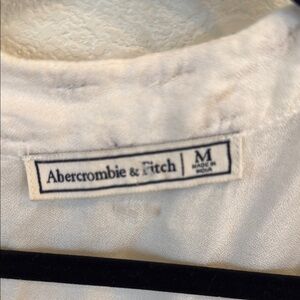 Abercrombie & Fitch
M
MADE IN
INDIA